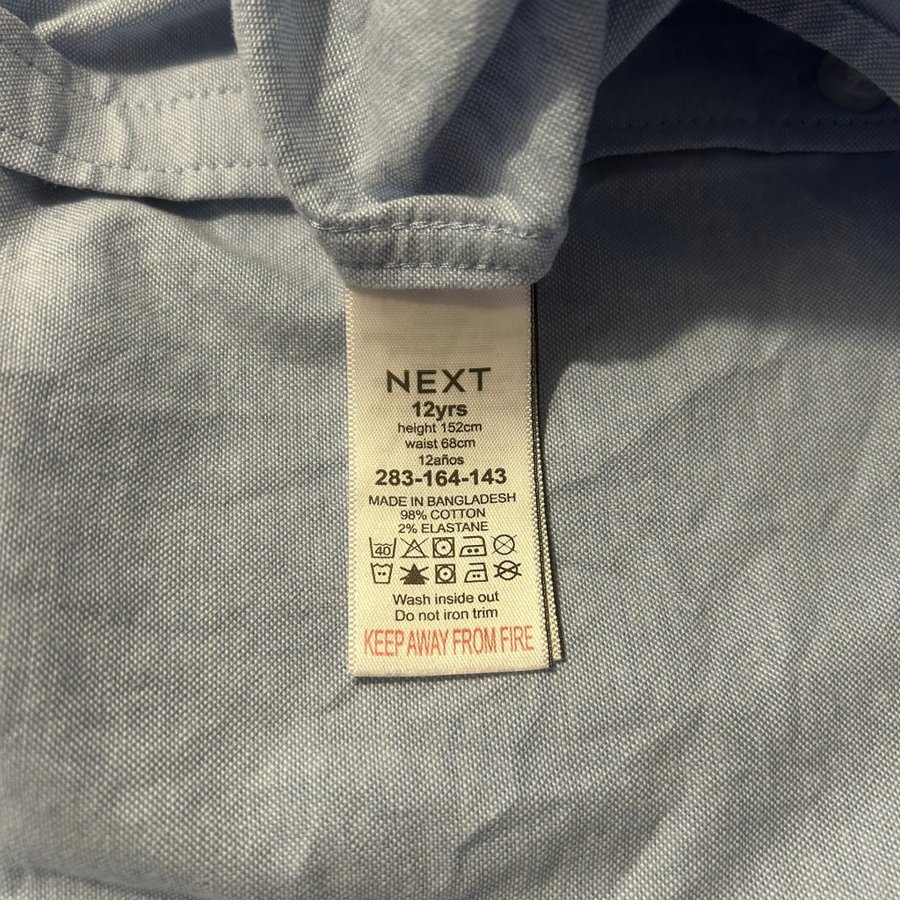 NEXT
12yrs
height 152cm
waist 68cm
12años
283-164-143
MADE IN BANGLADESH
98% COTTON
2% ELASTANE
40
Wash inside out
Do not iron trim
KEEP AWAY FROM FIRE